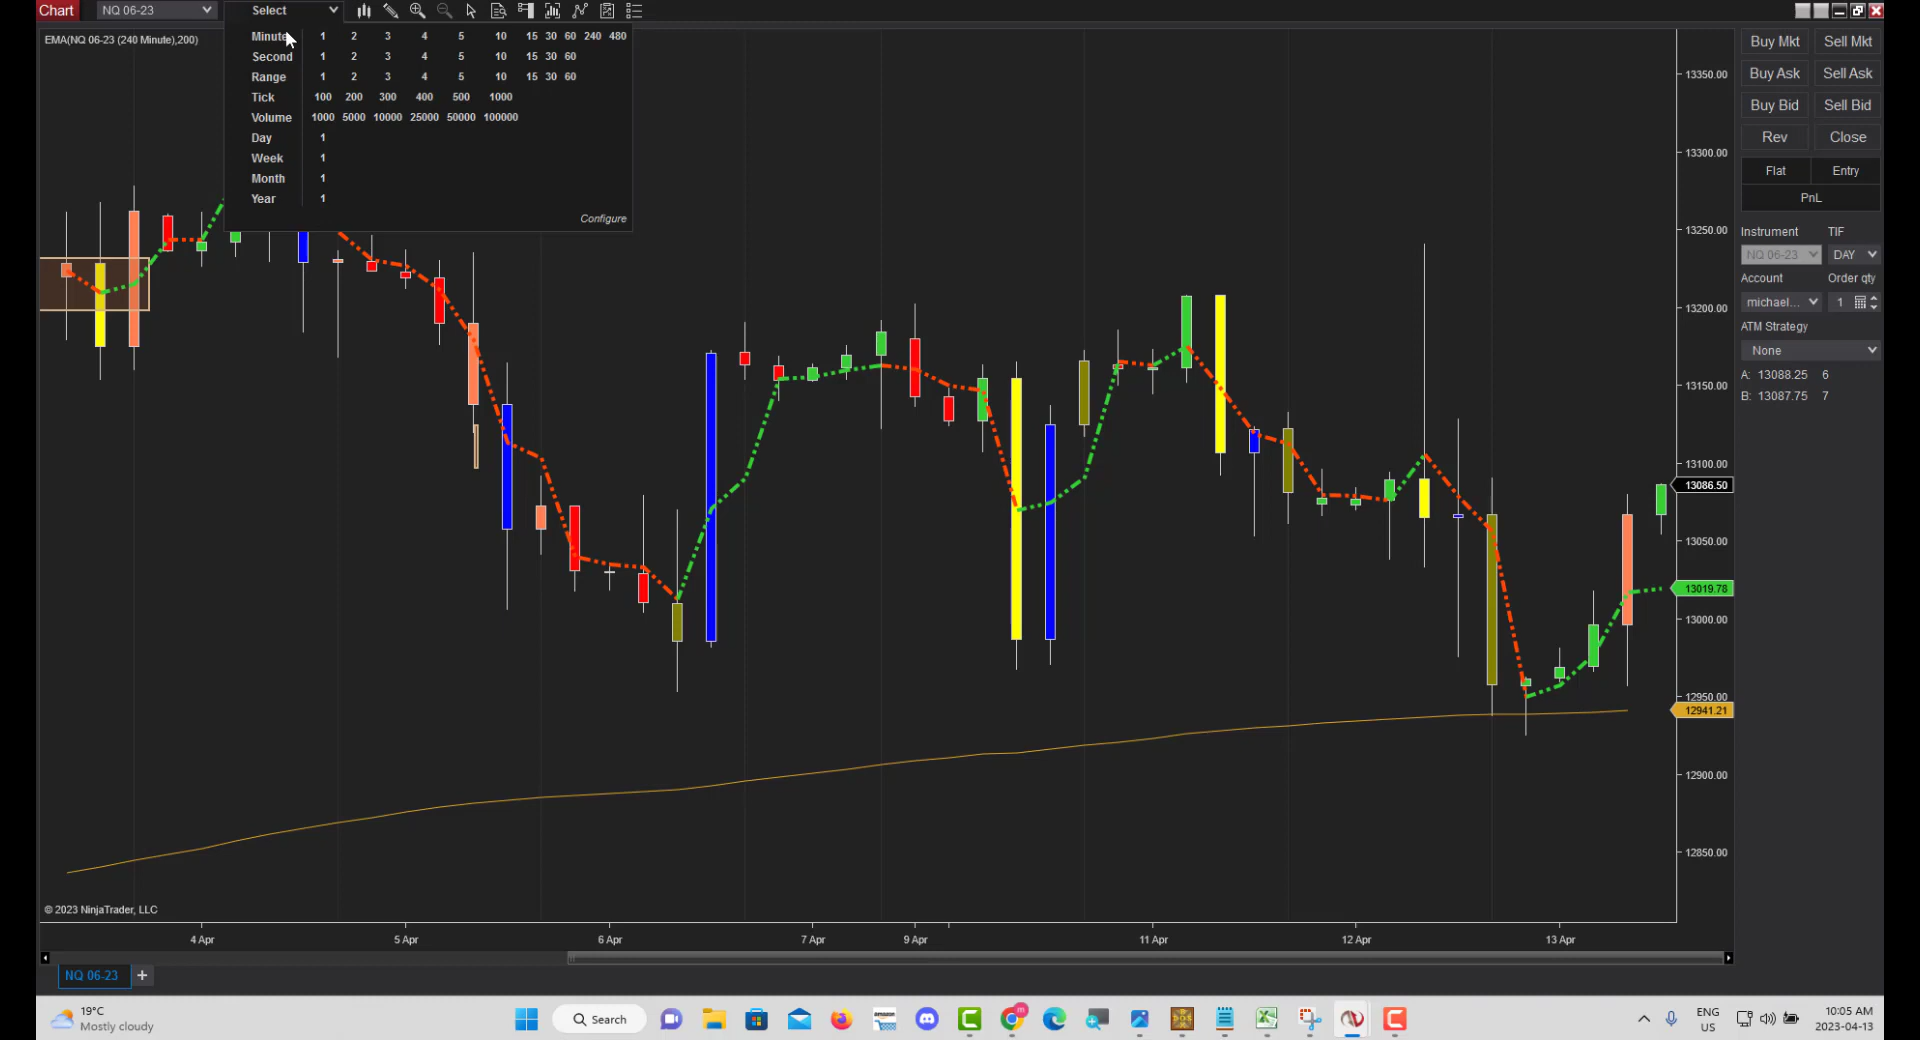 Chart NQ 06-23 Select
EMA(NQ 06-23 (240 Minute),200)
Minute 1 2 3 4 5 10 15 30 60 240 480
Second 1 2 3 4 5 10 15 30 60
Range 1 2 3 4 5 10 15 30 60
Tick 100 200 300 400 500 1000
Volume 1000 5000 10000 25000 50000 100000
Day 1
Week 1
Month 1
Year 1
Configure
13350.00
13300.00
13250.00
13200.00
13150.00
13100.00
13086.50
13050.00
13019.78
13000.00
12950.00
12941.21
12900.00
12850.00
Buy Mkt Sell Mkt
Buy Ask Sell Ask
Buy Bid Sell Bid
Rev Close
Flat Entry
PnL
Instrument TIF
NQ 06-23 DAY
Account Order qty
michael... 1
ATM Strategy
None
A: 13088.25 6
B: 13087.75 7
© 2023 NinjaTrader, LLC
4 Apr 5 Apr 6 Apr 7 Apr 9 Apr 11 Apr 12 Apr 13 Apr
NQ 06-23 +
19°C
Mostly cloudy
Search
amazon
ENG
US
10:05 AM
2023-04-13